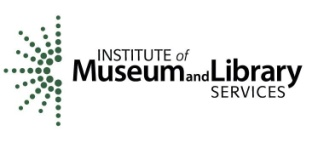 INSTITUTE of
Museum and Library
SERVICES